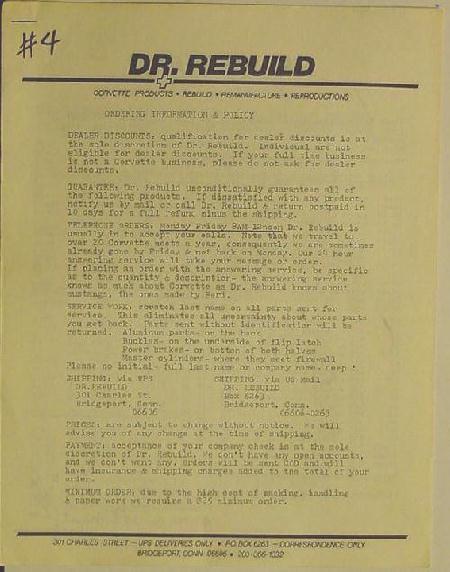 #4
DR. REBUILD
CORVETTE PRODUCTS • REBUILD • REMANUFACTURE • REPRODUCTIONS
ORDERING INFORMATION & POLICY
DEALER DISCOUNTS: qualification for dealer discounts is at
the sole discretion of Dr. Rebuild. Individual are not
eligible for dealer discounts. If your full time business
is not a Corvette business, please do not ask for dealer
discounts.
GUARANTEE: Dr. Rebuild unconditionally guarantees all of
the following products. If dissatisfied with any product,
notify us by mail or call Dr. Rebuild & return postpaid in
10 days for a full refund minus the shipping.
TELEPHONE ORDERS: Monday Friday 9AM Dr. Rebuild is
usually in to accept your calls. Note that we travel to
over 20 Corvette meets a year, consequently we are sometimes
already gone by Friday & not back on Monday. Our 24 hour
answering service will take your message or order.
If placing an order with the answering service, be specific
as to the quantity & description- the answering service
knows as much about Corvette as Dr. Rebuild knows about
mustangs, the ones made by
SERVICE WORK: scratch last name on all parts sent for
service. This eliminates all uncertainty about whose parts
you get back. Parts sent without identification will be
returned. Aluminum parts- on the back
Buckles- on the underside of flip latch
Power brakes- on bottom of both halves
Master cylinders- where they meet firewall
Please no initial- full last name or company name.
SHIPPING: via UPS SHIPPING: via US Mail
DR. REBUILD DR. REBUILD
301 Charles St. Box 6263
Bridgeport, Conn. Bridgeport, Conn.
06606 06606-0263
PRICES: are subject to change without notice. We will
advise you of any change at the time of shipping.
PAYMENT: acceptance of your company check is at the sole
discretion of Dr. Rebuild. We don't have any open accounts,
and we don't want any. Orders will be sent COD and will
have insurance & shipping charges added to the total of your
order.
MINIMUM ORDER: due to the high cost of packing, handling
& paper work we require a $25 minimum order.
301 CHARLES STREET — UPS DELIVERIES ONLY • P.O. BOX 6263 — CORRESPONDENCE ONLY
BRIDGEPORT, CONN. 06606 • 203-366-1332